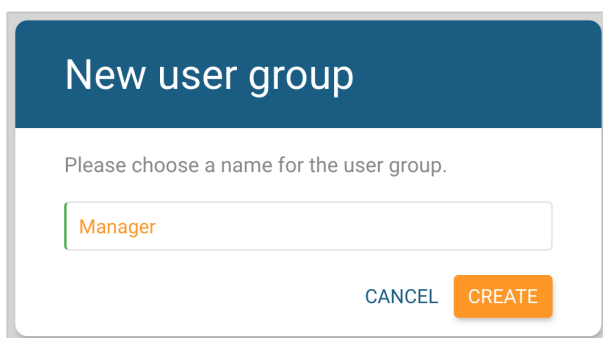 New user group
Please choose a name for the user group.
Manager
CANCEL CREATE